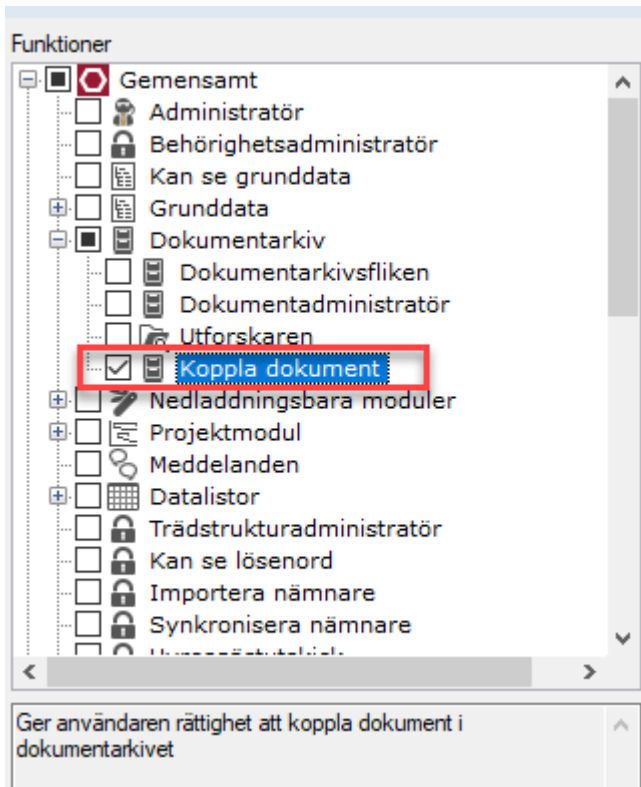 Funktioner
Gemensamt
Administratör
Behörighetsadministratör
Kan se grunddata
Grunddata
Dokumentarkiv
Dokumentarkivsfliken
Dokumentadministratör
Utforskaren
Koppla dokument
Nedladdningsbara moduler
Projektmodul
Meddelanden
Datalistor
Trädstrukturadministratör
Kan se lösenord
Importera nämnare
Synkronisera nämnare
Ger användaren rättighet att koppla dokument i
dokumentarkivet